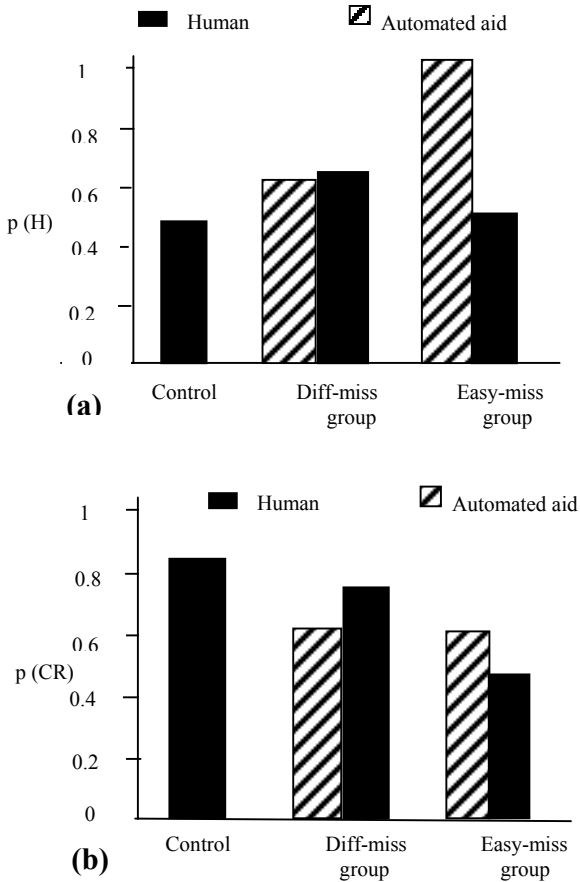 Human
Automated aid
1
0.8
0.6
p (H)
0.4
0.2
0
(a)
Control
Diff-miss
group
Easy-miss
group
1
Human
Automated aid
0.8
0.6
p (CR)
0.4
0.2
0
(b)
Control
Diff-miss
group
Easy-miss
group